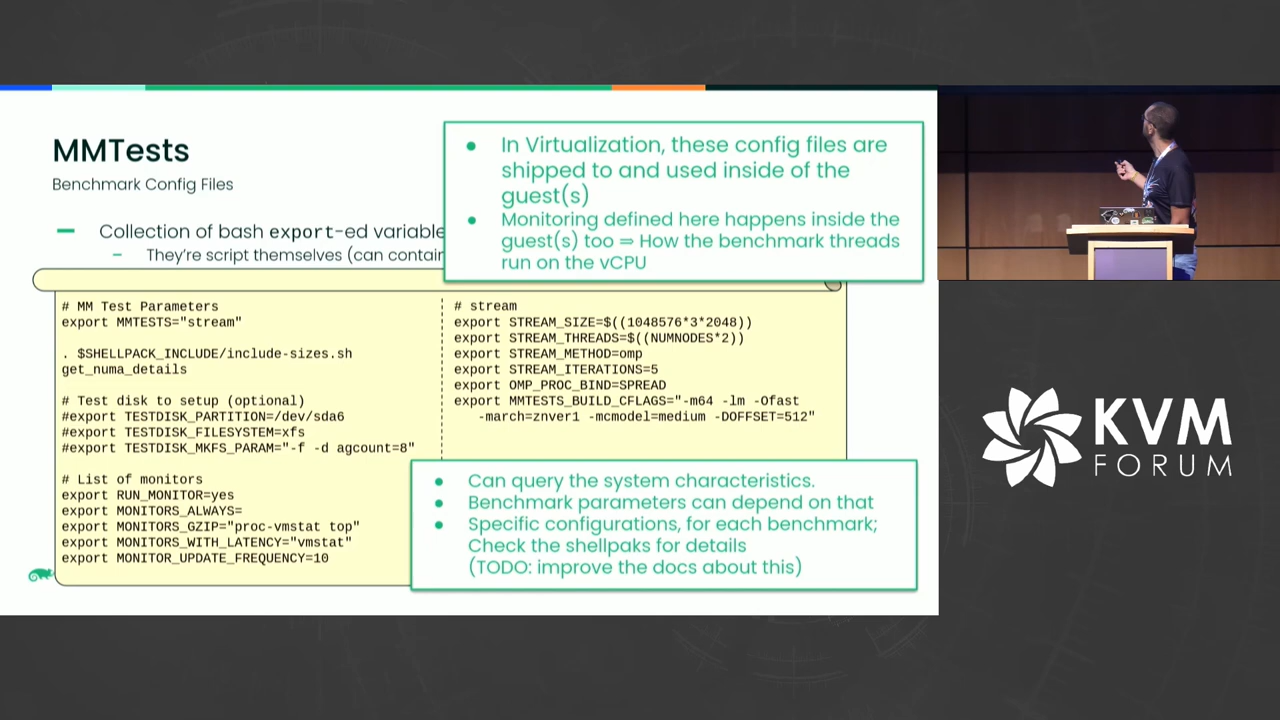 MMTests
Benchmark Config Files
Collection of bash export-ed variable
They're script themselves (can contain
In Virtualization, these config files are
shipped to and used inside of the
guest(s)
Monitoring defined here happens inside the
guest(s) too = How the benchmark threads
run on the vCPU
# MM Test Parameters
export MMTESTS="stream"
. $SHELLPACK_INCLUDE/include-sizes.sh
get_numa_details
# Test disk to setup (optional)
#export TESTDISK_PARTITION=/dev/sda6
#export TESTDISK_FILESYSTEM=xfs
#export TESTDISK_MKFS_PARAM="-f -d agcount=8"
# List of monitors
export RUN_MONITOR=yes
export MONITORS_ALWAYS=
export MONITORS_GZIP="proc-vmstat top"
export MONITORS_WITH_LATENCY="vmstat"
export MONITOR_UPDATE_FREQUENCY=10
# stream
export STREAM_SIZE=$((1048576*3*2048))
export STREAM_THREADS=$((NUMNODES*2))
export STREAM_METHOD=omp
export STREAM_ITERATIONS=5
export OMP_PROC_BIND=SPREAD
export MMTESTS_BUILD_CFLAGS="-m64 -lm -Ofast
-march=znver1 -mcmodel=medium -DOFFSET=512"
Can query the system characteristics.
Benchmark parameters can depend on that
Specific configurations, for each benchmark;
Check the shellpaks for details
(TODO: improve the docs about this)
KVM
FORUM